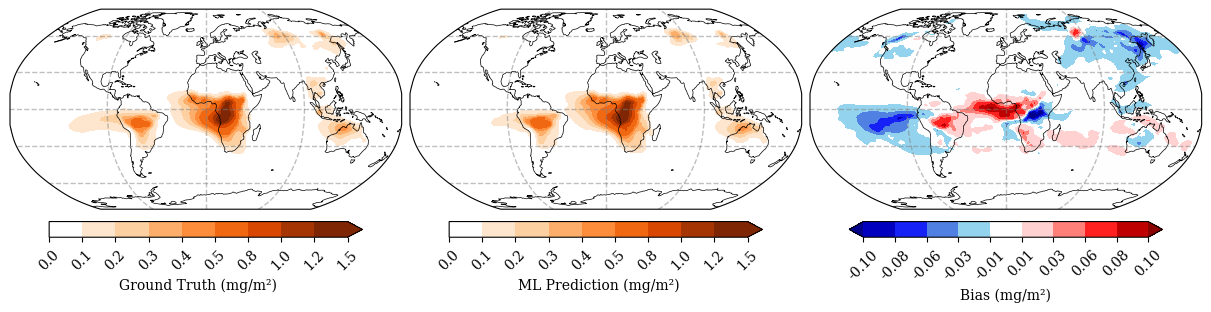 0.0 0.1 0.2 0.3 0.4 0.5 0.8 1.0 1.2 1.5
Ground Truth (mg/m²)
0.0 0.1 0.2 0.3 0.4 0.5 0.8 1.0 1.2 1.5
ML Prediction (mg/m²)
-0.10 -0.08 -0.06 -0.03 -0.01 0.01 0.03 0.06 0.08 0.10
Bias (mg/m²)